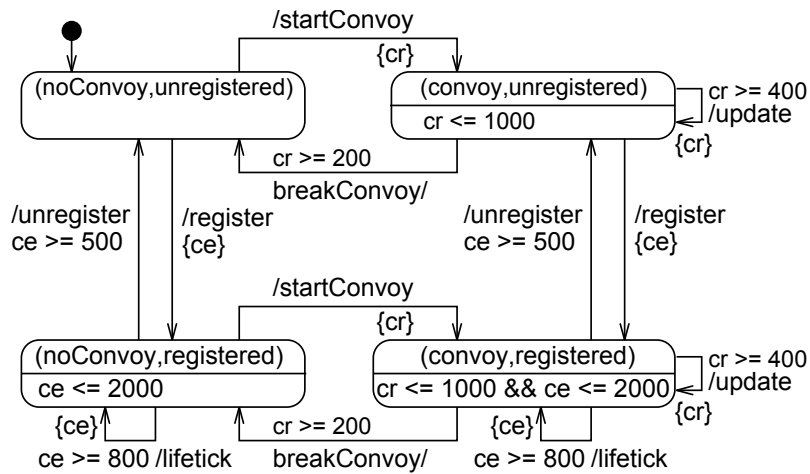 /startConvoy
{cr}
(noConvoy,unregistered)
(convoy,unregistered)
cr <= 1000
cr >= 400
/update
{cr}
cr >= 200
breakConvoy/
/unregister
ce >= 500
/register
{ce}
/unregister
ce >= 500
/register
{ce}
/startConvoy
{cr}
(noConvoy,registered)
ce <= 2000
(convoy,registered)
cr <= 1000 && ce <= 2000
cr >= 400
/update
{cr}
{ce}
ce >= 800 /lifetick
cr >= 200
breakConvoy/
{ce}
ce >= 800 /lifetick